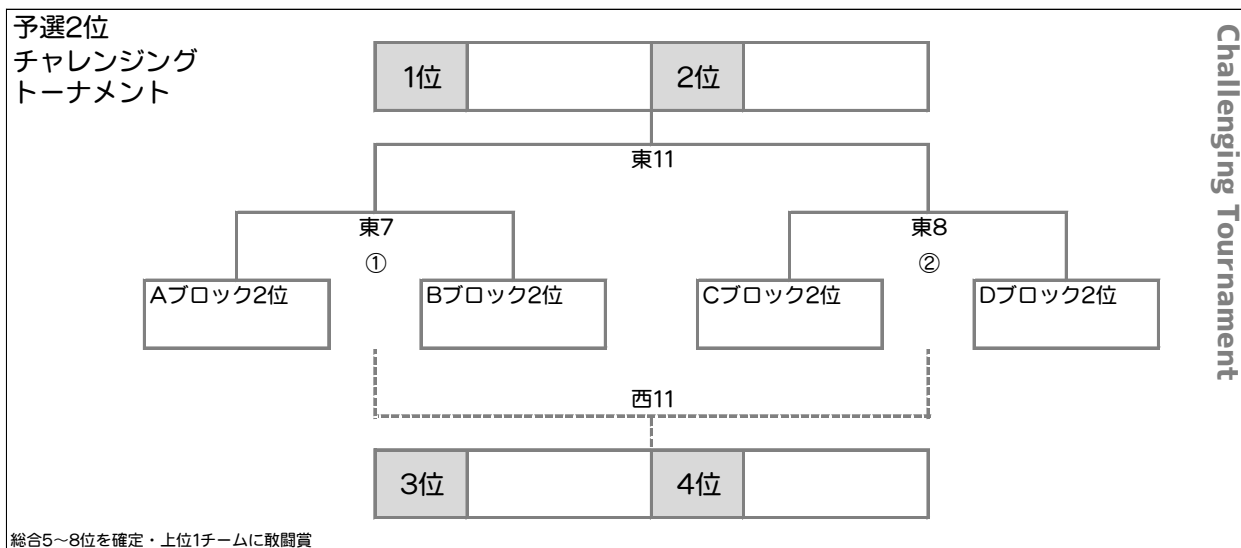 予選2位
チャレンジング
トーナメント
1位
2位
東11
東7
東8
①
②
Aブロック2位
Bブロック2位
Cブロック2位
Dブロック2位
西11
3位
4位
総合5〜8位を確定・上位1チームに敢闘賞
Challenging Tournament